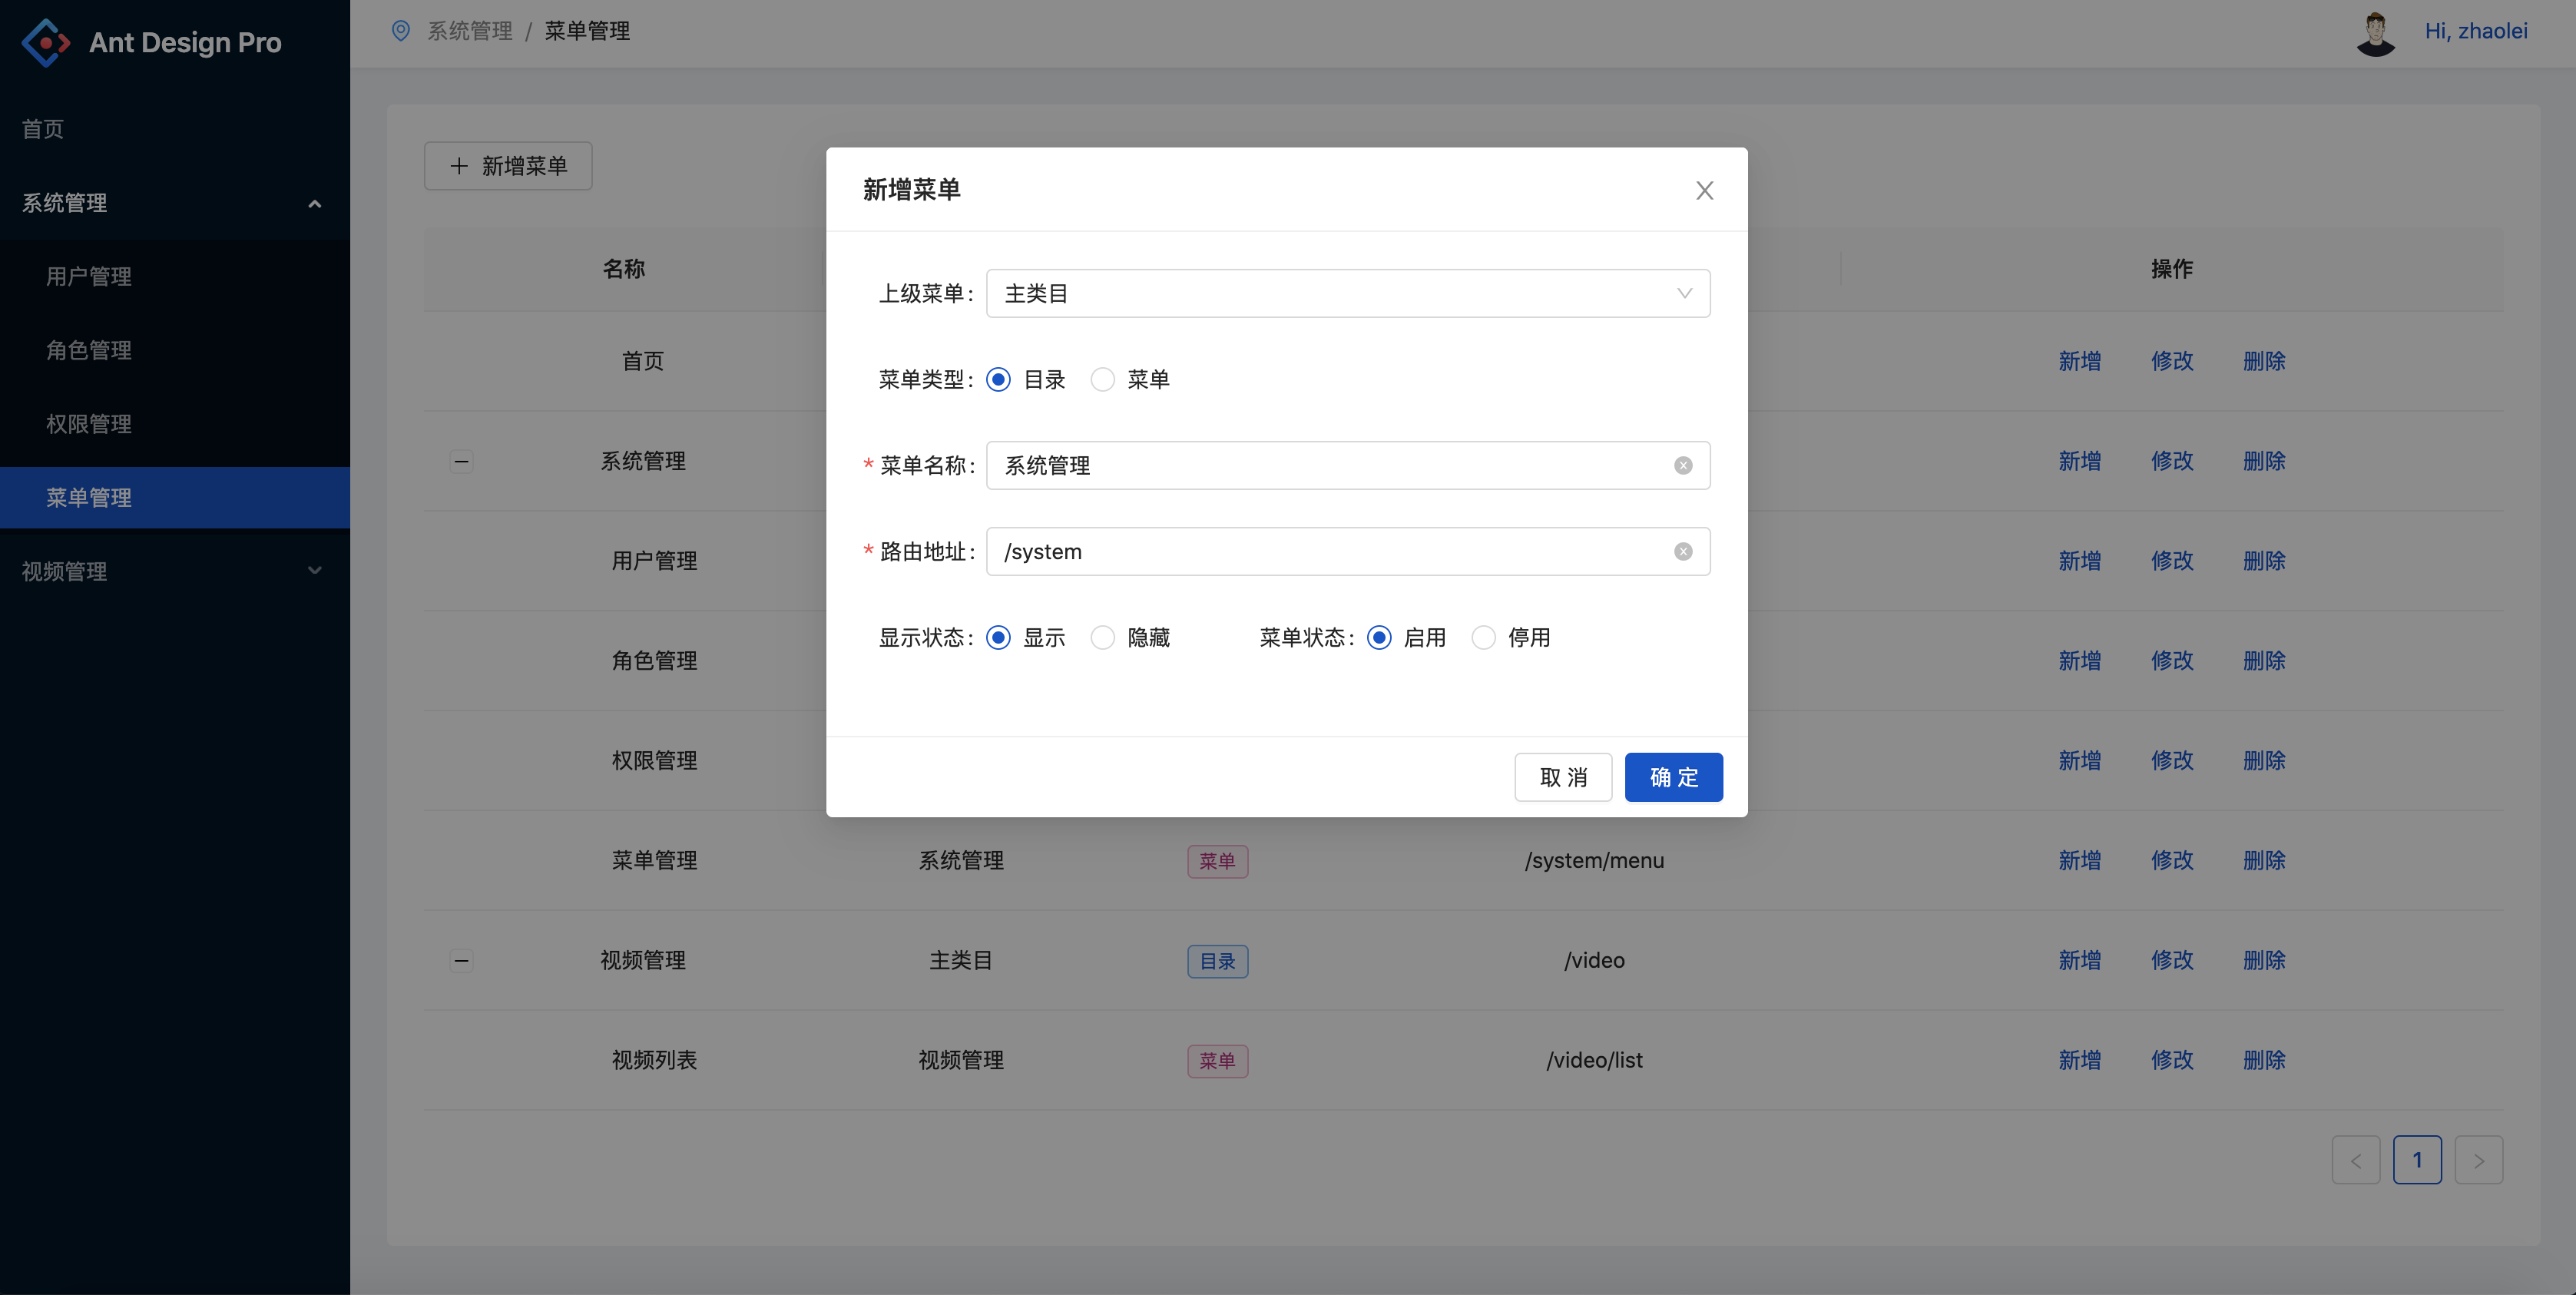 Ant Design Pro
系统管理 / 菜单管理
Hi, zhaolei
首页
系统管理
用户管理
角色管理
权限管理
菜单管理
视频管理
新增菜单
名称
操作
首页
新增 修改 删除
系统管理
新增 修改 删除
用户管理
新增 修改 删除
角色管理
新增 修改 删除
权限管理
新增 修改 删除
菜单管理 系统管理 菜单 /system/menu 新增 修改 删除
视频管理 主类目 目录 /video 新增 修改 删除
视频列表 视频管理 菜单 /video/list 新增 修改 删除
1
新增菜单
上级菜单: 主类目
菜单类型: 目录 菜单
* 菜单名称: 系统管理
* 路由地址: /system
显示状态: 显示 隐藏 菜单状态: 启用 停用
取 消 确 定